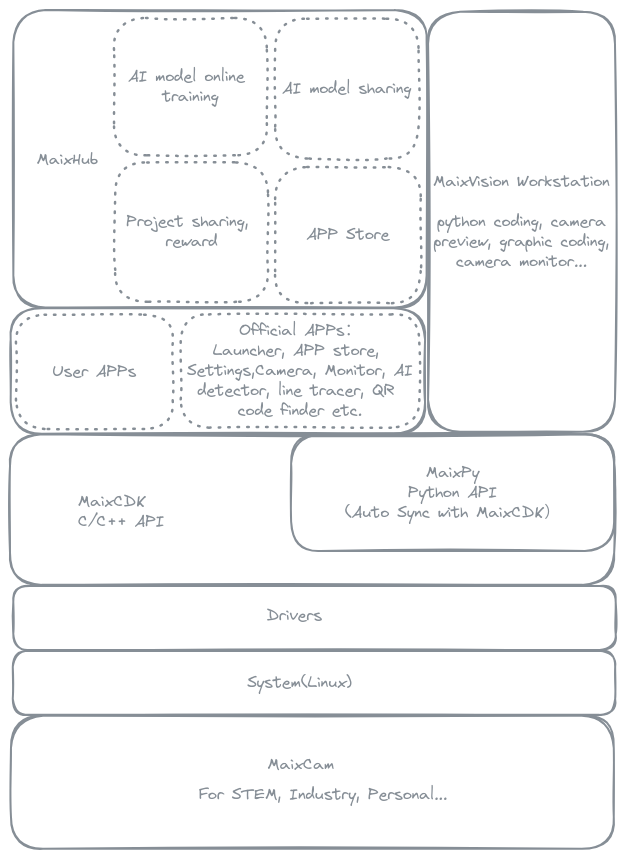 MaixHub
AI model online
training
AI model sharing
Project sharing,
reward
APP Store
MaixVision Workstation
python coding, camera
preview, graphic coding,
camera monitor...
User APPs
Official APPs:
Launcher, APP store,
Settings,Camera, Monitor, AI
detector, line tracer, QR
code finder etc.
MaixCDK
C/C++ API
MaixPy
Python API
(Auto Sync with MaixCDK)
Drivers
System(Linux)
MaixCam
For STEM, Industry, Personal...